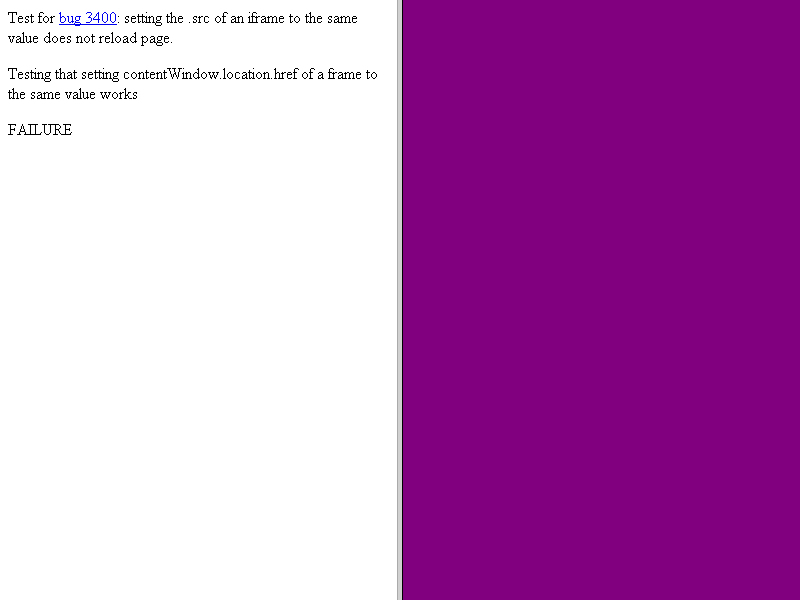 Test for bug 3400: setting the .src of an iframe to the same
value does not reload page.
Testing that setting contentWindow.location.href of a frame to
the same value works
FAILURE